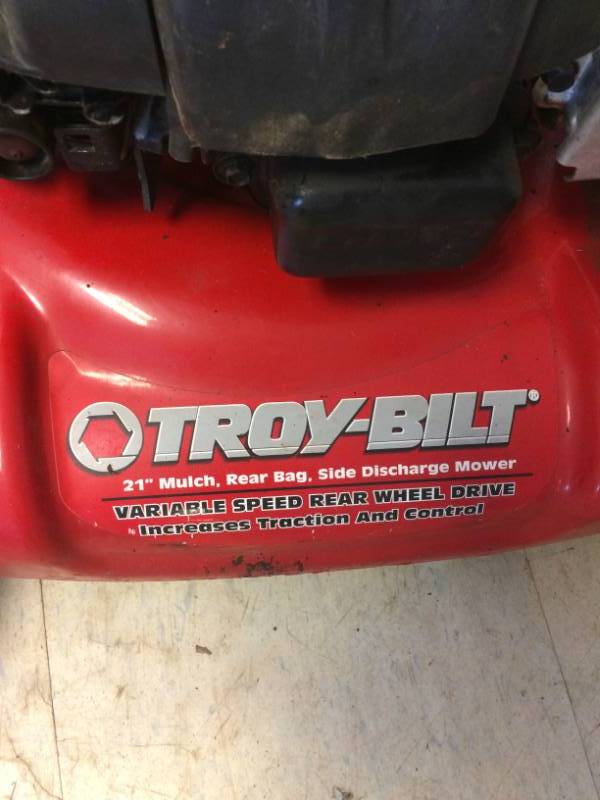 TROY-BILT®
21" Mulch, Rear Bag, Side Discharge Mower
VARIABLE SPEED REAR WHEEL DRIVE
Increases Traction And Control